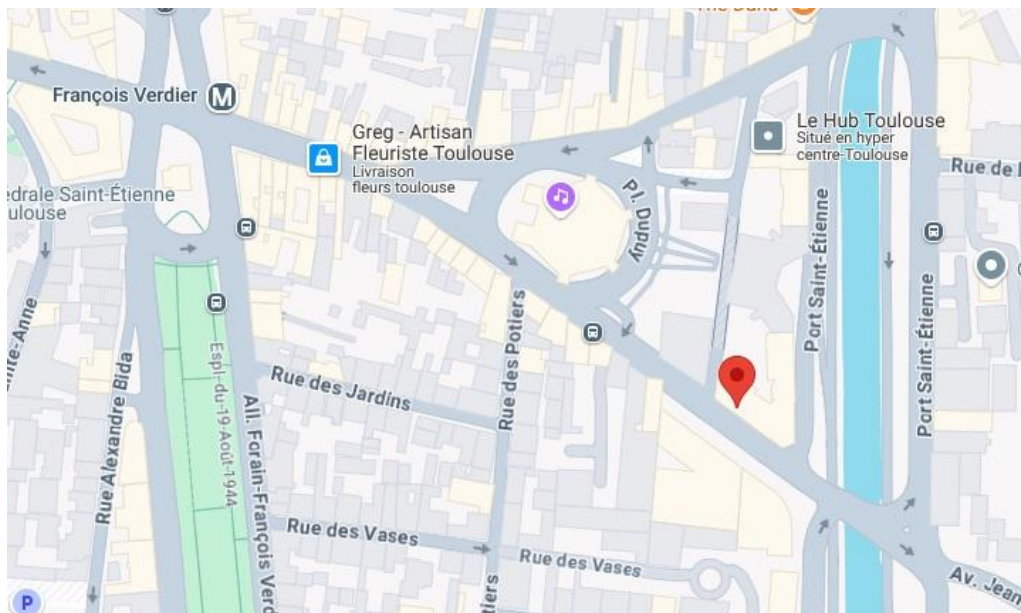 François Verdier
M
Greg - Artisan
Fleuriste Toulouse
Livraison
fleurs toulouse
Le Hub Toulouse
Situé en hyper
centre-Toulouse
Rue de
Saint-Étienne
Pl. Dupuy
Port Saint-Étienne
Port Saint-Étienne
Rue des Potiers
Rue des Jardins
Espl-du-19-Août-1944
All. Forain-François Verd
Rue Alexandre Bida
Rue des Vases
Rue des Vases
Av. Jean
P